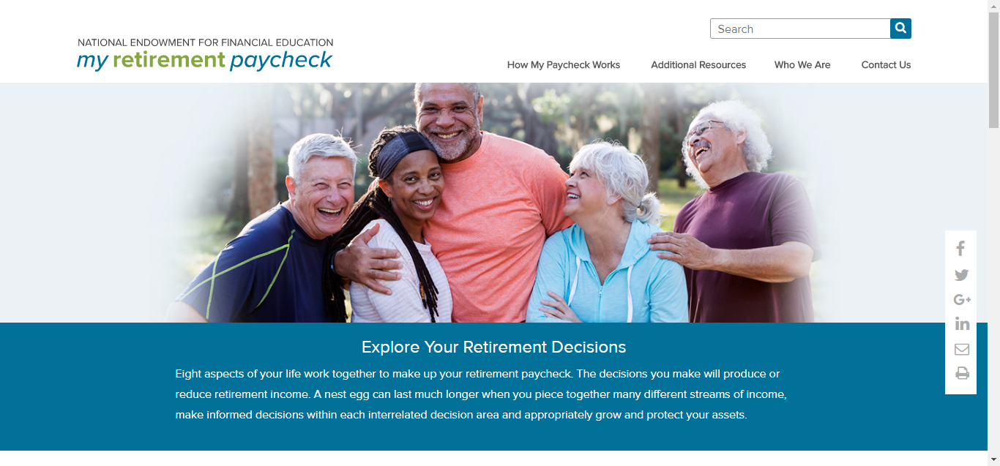 Search
NATIONAL ENDOWMENT FOR FINANCIAL EDUCATION
my retirement paycheck
How My Paycheck Works
Additional Resources
Who We Are
Contact Us
G+
in
Explore Your Retirement Decisions
Eight aspects of your life work together to make up your retirement paycheck. The decisions you make will produce or
reduce retirement income. A nest egg can last much longer when you piece together many different streams of income,
make informed decisions within each interrelated decision area and appropriately grow and protect your assets.